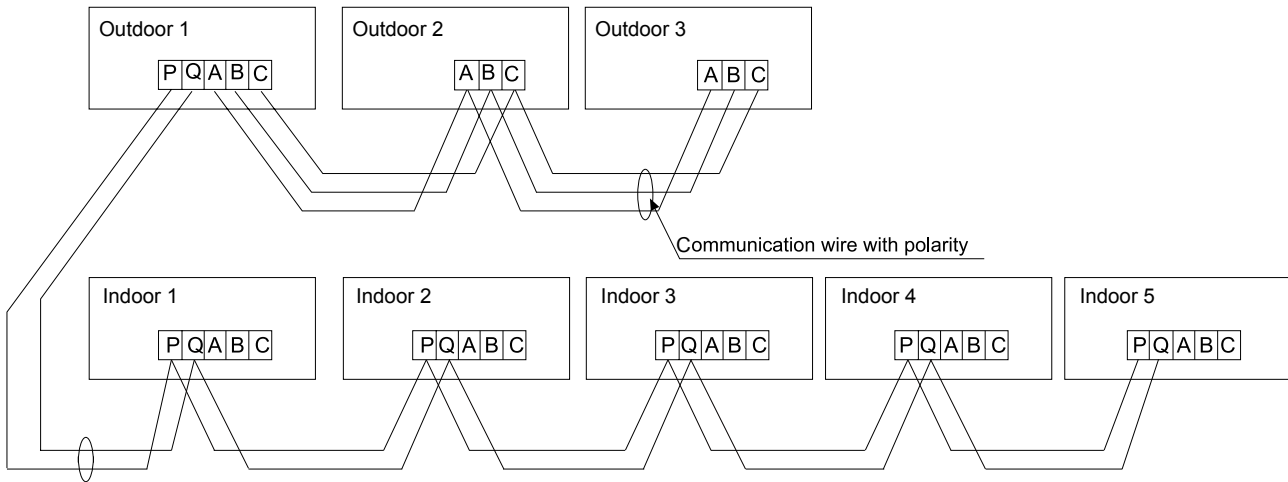 Outdoor 1
Outdoor 2
Outdoor 3
P Q A B C
A B C
A B C
Communication wire with polarity
Indoor 1
Indoor 2
Indoor 3
Indoor 4
Indoor 5
P Q A B C
P Q A B C
P Q A B C
P Q A B C
P Q A B C